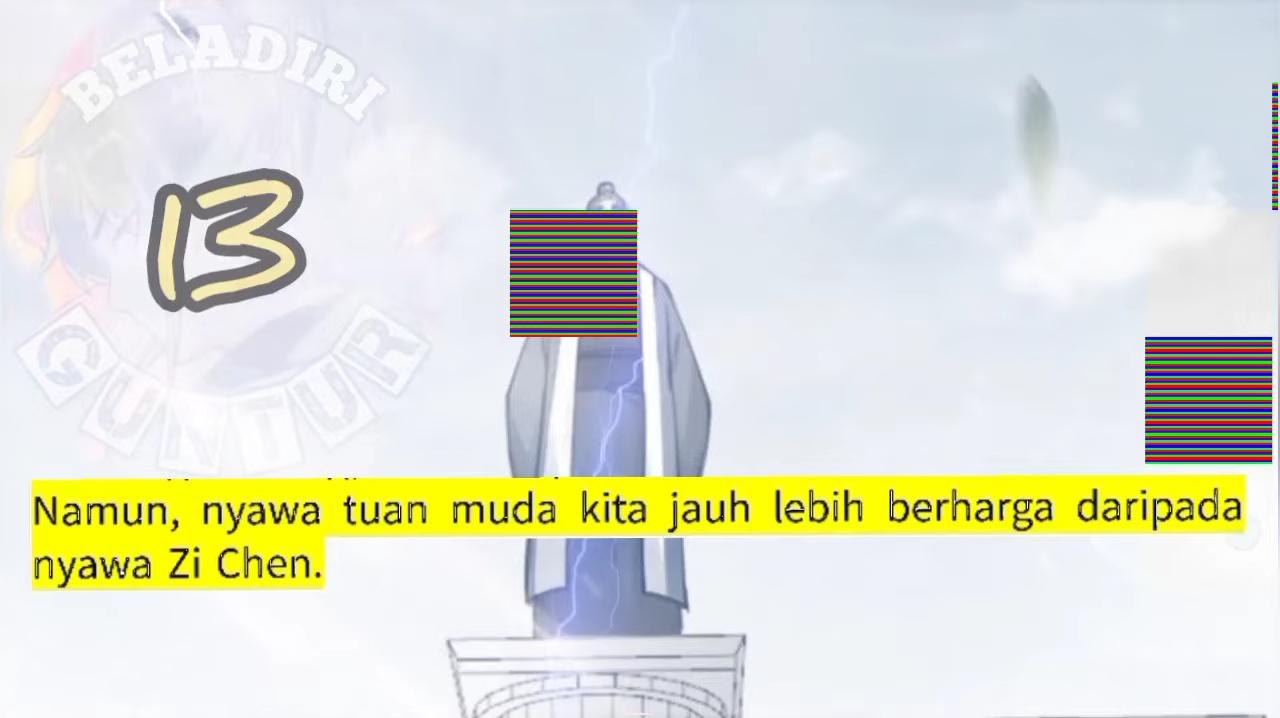 BELADIRI
13
GUNTUR
Namun, nyawa tuan muda kita jauh lebih berharga daripada
nyawa Zi Chen.